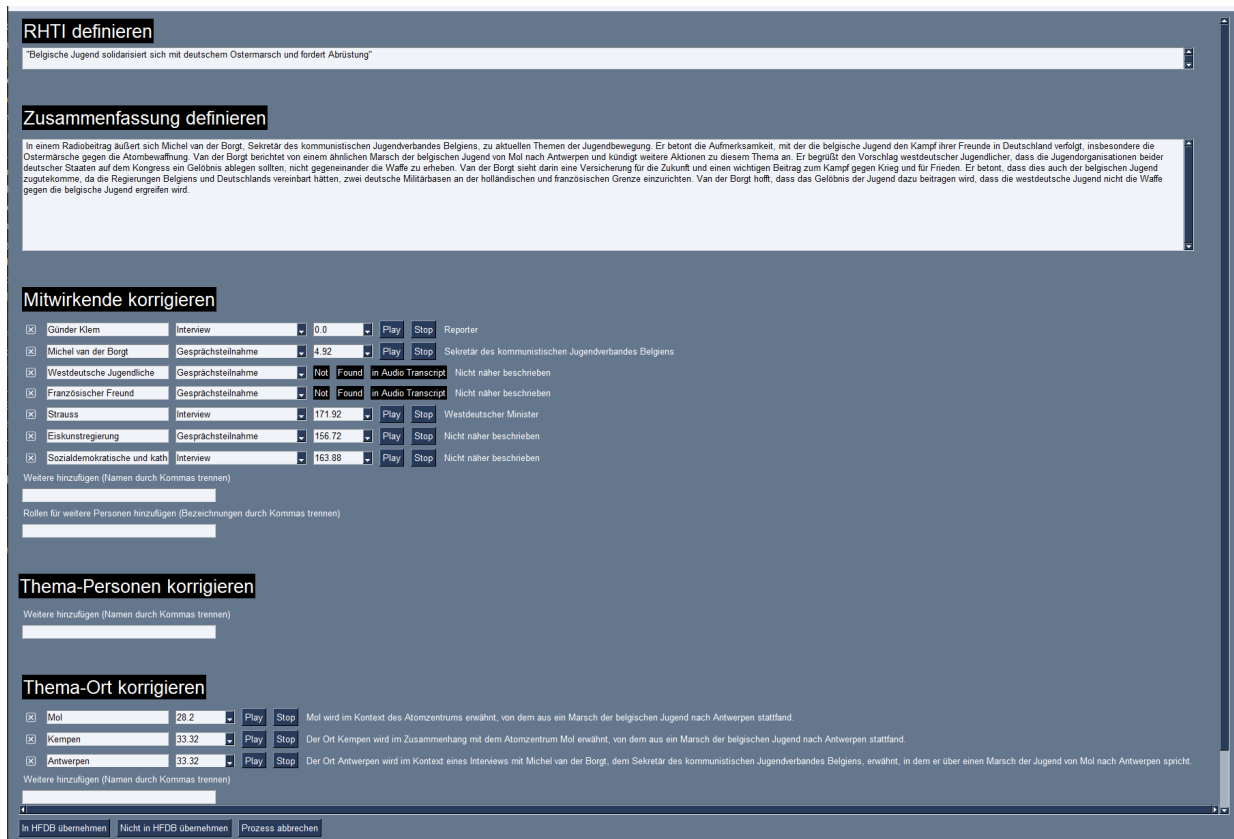 RHTI definieren
"Belgische Jugend solidarisiert sich mit deutschem Ostermarsch und fordert Abrüstung"
Zusammenfassung definieren
In einem Radiobeitrag äußert sich Michel van der Borgt, Sekretär des kommunistischen Jugendverbandes Belgiens, zu aktuellen Themen der Jugendbewegung. Er betont die Aufmerksamkeit, mit der die belgische Jugend den Kampf ihrer Freunde in Deutschland verfolgt, insbesondere die
Ostermärsche gegen die Atombewaffnung. Van der Borgt berichtet von einem ähnlichen Marsch der belgischen Jugend von Mol nach Antwerpen und kündigt weitere Aktionen zu diesem Thema an. Er begrüßt den Vorschlag westdeutscher Jugendlicher, dass die Jugendorganisationen beider
deutscher Staaten auf dem Kongress ein Gelöbnis ablegen sollten, nicht gegeneinander die Waffe zu erheben. Van der Borgt sieht darin eine Versicherung für die Zukunft und einen wichtigen Beitrag zum Kampf gegen Krieg und für Frieden. Er betont, dass dies auch der belgischen Jugend
zugutekomme, da die Regierungen Belgiens und Deutschlands vereinbart hätten, zwei deutsche Militärbasen an der holländischen und französischen Grenze einzurichten. Van der Borgt hofft, dass das Gelöbnis der Jugend dazu beitragen wird, dass die westdeutsche Jugend nicht die Waffe
gegen die belgische Jugend ergreifen wird.
Mitwirkende korrigieren
Günder Klem Interview 0.0 Play Stop Reporter
Michel van der Borgt Gesprächsteilnahme 4.92 Play Stop Sekretär des kommunistischen Jugendverbandes Belgiens
Westdeutsche Jugendliche Gesprächsteilnahme Not Found in Audio Transcript Nicht näher beschrieben
Französischer Freund Gesprächsteilnahme Not Found in Audio Transcript Nicht näher beschrieben
Strauss Interview 171.92 Play Stop Westdeutscher Minister
Eiskunstregierung Gesprächsteilnahme 156.72 Play Stop Nicht näher beschrieben
Sozialdemokratische und kath Interview 163.88 Play Stop Nicht näher beschrieben
Weitere hinzufügen (Namen durch Kommas trennen)
Rollen für weitere Personen hinzufügen (Bezeichnungen durch Kommas trennen)
Thema-Personen korrigieren
Weitere hinzufügen (Namen durch Kommas trennen)
Thema-Ort korrigieren
Mol 28.2 Play Stop Mol wird im Kontext des Atomzentrums erwähnt, von dem aus ein Marsch der belgischen Jugend nach Antwerpen stattfand.
Kempen 33.32 Play Stop Der Ort Kempen wird im Zusammenhang mit dem Atomzentrum Mol erwähnt, von dem aus ein Marsch der belgischen Jugend nach Antwerpen stattfand.
Antwerpen 33.32 Play Stop Der Ort Antwerpen wird im Kontext eines Interviews mit Michel van der Borgt, dem Sekretär des kommunistischen Jugendverbandes Belgiens, erwähnt, in dem er über einen Marsch der Jugend von Mol nach Antwerpen spricht.
Weitere hinzufügen (Namen durch Kommas trennen)
In HFDB übernehmen Nicht in HFDB übernehmen Prozess abbrechen